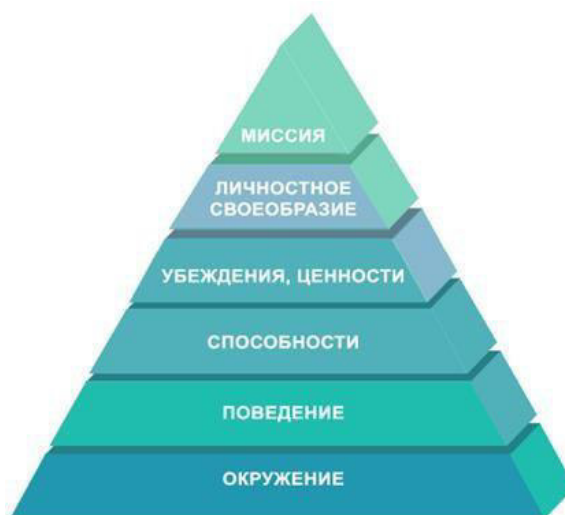 МИССИЯ
ЛИЧНОСТНОЕ
СВОЕОБРАЗИЕ
УБЕЖДЕНИЯ, ЦЕННОСТИ
СПОСОБНОСТИ
ПОВЕДЕНИЕ
ОКРУЖЕНИЕ